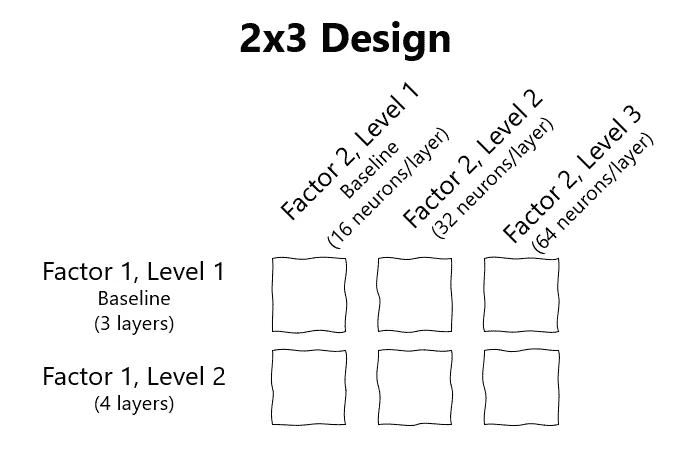 2x3 Design
Factor 2, Level 1
Baseline
(16 neurons/layer)
Factor 2, Level 2
(32 neurons/layer)
Factor 2, Level 3
(64 neurons/layer)
Factor 1, Level 1
Baseline
(3 layers)
Factor 1, Level 2
(4 layers)